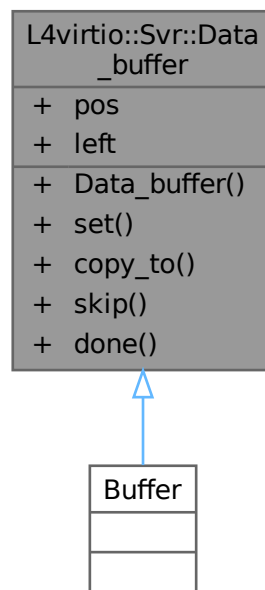 L4virtio::Svr::Data
_buffer
+ pos
+ left
+ Data_buffer()
+ set()
+ copy_to()
+ skip()
+ done()
Buffer